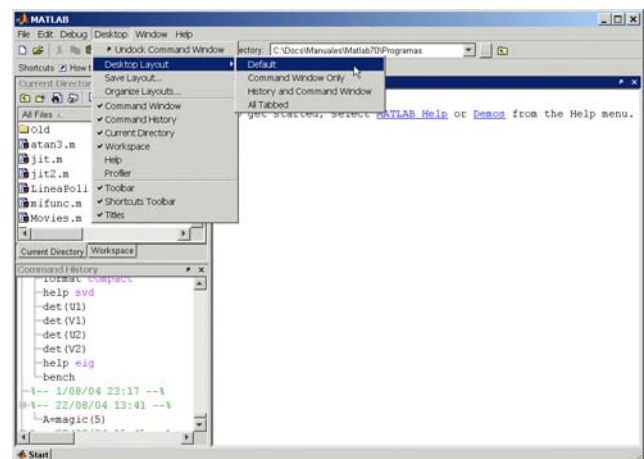 MATLAB
File Edit Debug Desktop Window Help
Undock Command Window
ectory: C:\Docs\Manuales\Matlab70\Programas
Desktop Layout
Default
Shortcuts How t
Save Layout...
Command Window Only
Current Director
Organize Layouts...
History and Command Window
All Tabbed
All Files
Command Window
get started, select MATLAB Help or Demos from the Help menu.
old
Command History
atan3.m
Current Directory
jit.m
Workspace
jit2.m
Help
LineaPoli
Profiler
mifunc.m
Toolbar
Movies.m
Shortcuts Toolbar
Titles
Current Directory Workspace
Command History
format compact
help svd
det(U1)
det(V1)
det(U2)
det(V2)
help eig
bench
%-- 1/08/04 23:17 --%
%-- 22/08/04 13:41 --%
A=magic(5)
Start